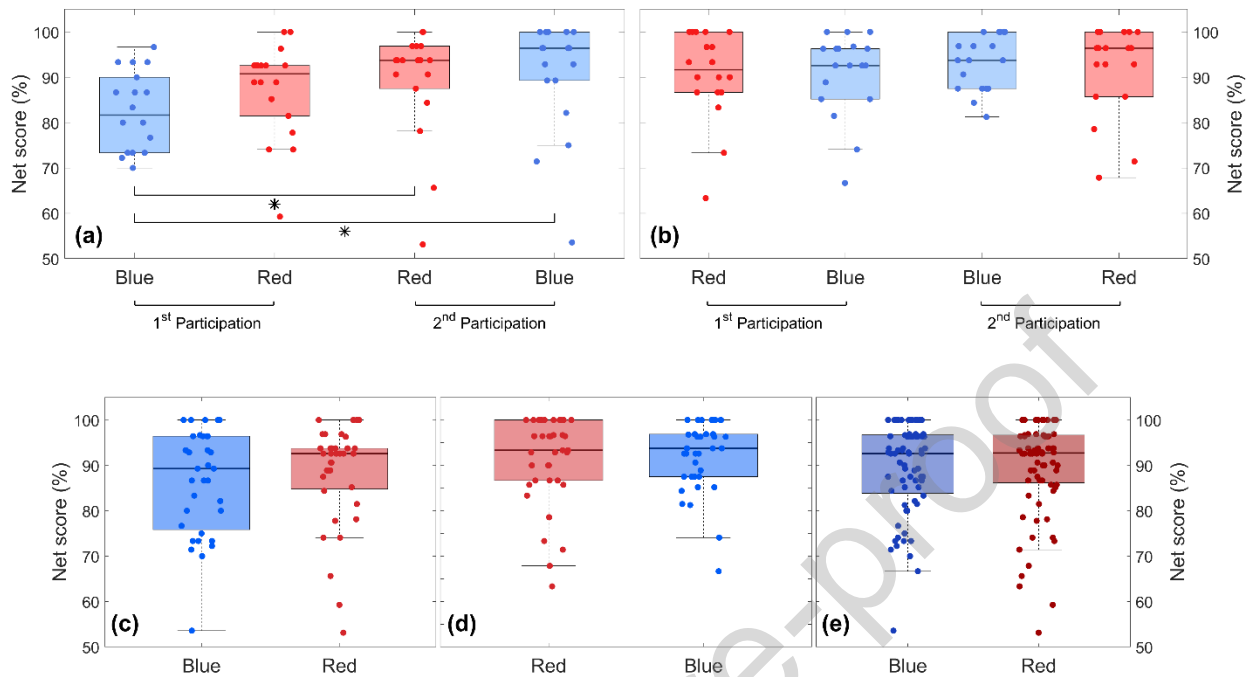 100
90
80
70
60
50
Net score (%)
(a)
*
*
Blue
Red
Red
Blue
1st Participation
2nd Participation
(b)
Red
Blue
Blue
Red
1st Participation
2nd Participation
100
90
80
70
60
50
Net score (%)
100
90
80
70
60
50
Net score (%)
(c)
Blue
Red
(d)
Red
Blue
(e)
Blue
Red
100
90
80
70
60
50
Net score (%)
e-proof